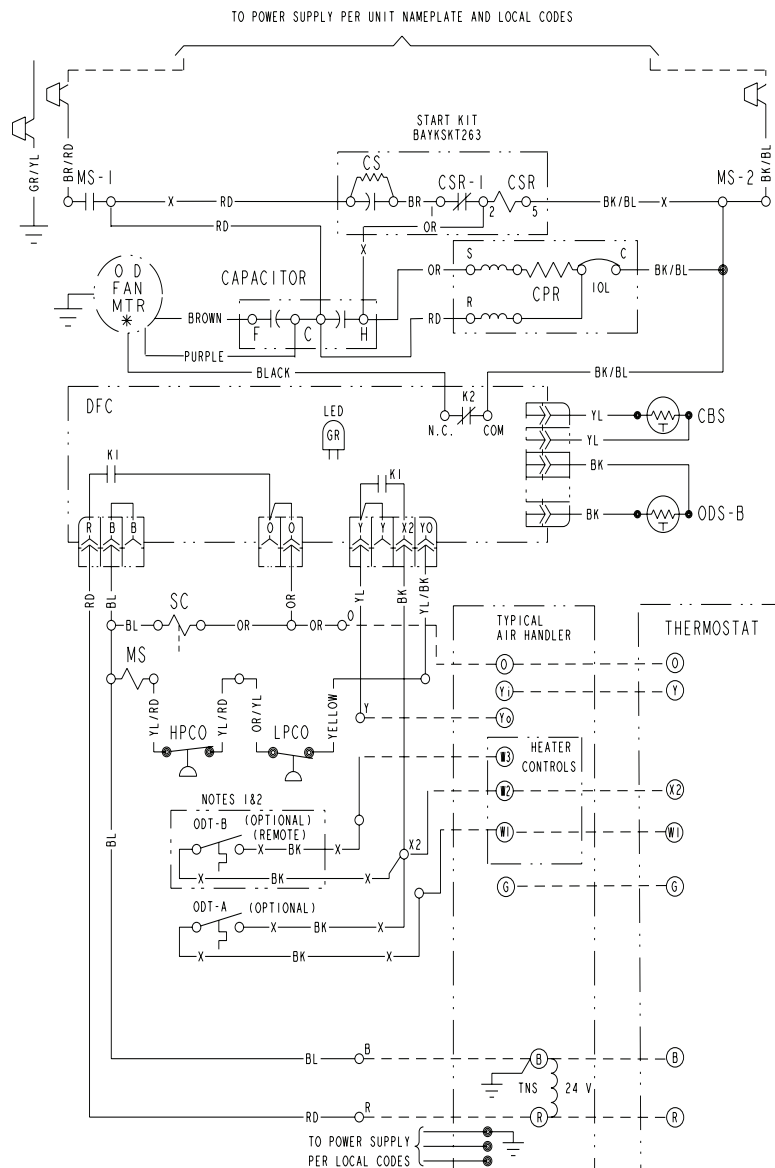 TO POWER SUPPLY PER UNIT NAMEPLATE AND LOCAL CODES
START KIT
BAYKSKT263
GR/YL
BR/RD
BK/BL
MS-1
CS
CSR-1
CSR
MS-2
X
RD
BR
1
2
5
BK/BL
X
RD
OR
X
O D
FAN
MTR
*
CAPACITOR
OR
S
C
BK/BL
CPR
IOL
BROWN
F
C
H
RD
R
PURPLE
BLACK
BK/BL
DFC
LED
GR
K2
N.C.
COM
YL
CBS
YL
BK
BK
ODS-B
K1
K1
R
B
B
O
O
Y
Y
X2
YO
RD
BL
OR
YL
BK
YL/BK
SC
BL
OR
OR
O
TYPICAL
AIR HANDLER
THERMOSTAT
MS
O
O
YL/RD
HPCO
YL/RD
OR/YL
LPCO
YELLOW
Yi
Y
Y
Yo
W3
HEATER
CONTROLS
NOTES 1&2
W2
X2
ODT-B
(OPTIONAL)
(REMOTE)
X
BK
X
X2
W1
W1
BL
X
BK
X
ODT-A
(OPTIONAL)
G
G
X
BK
X
X
BK
X
BL
B
B
B
TNS
24 V
RD
R
R
R
TO POWER SUPPLY
PER LOCAL CODES